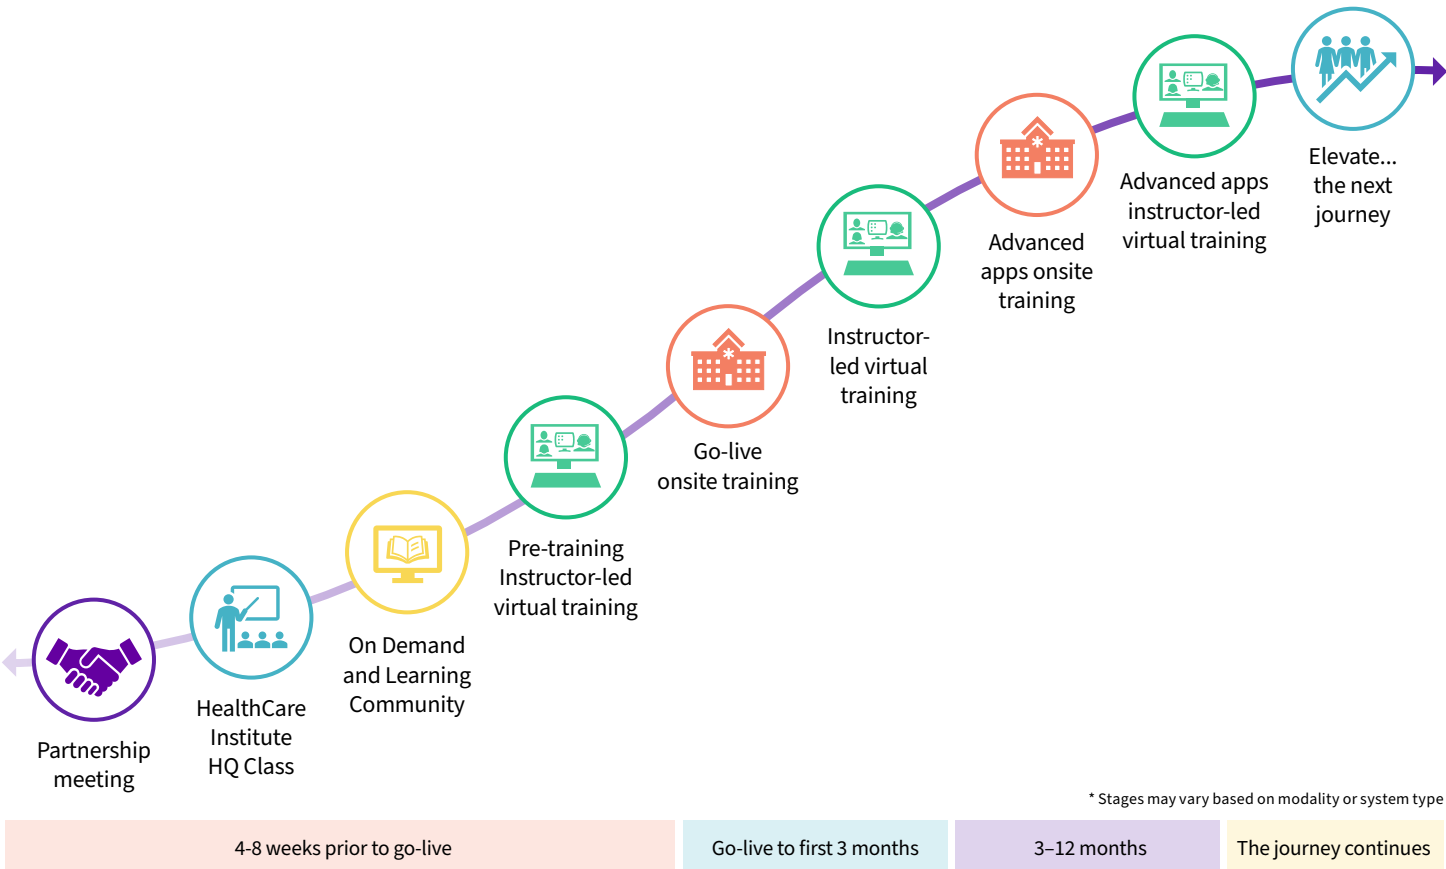 Partnership
meeting
HealthCare
Institute
HQ Class
On Demand
and Learning
Community
Pre-training
Instructor-led
virtual training
Go-live
onsite training
Instructor-
led virtual
training
Advanced
apps onsite
training
Advanced apps
instructor-led
virtual training
Elevate...
the next
journey
* Stages may vary based on modality or system type
4-8 weeks prior to go-live
Go-live to first 3 months
3–12 months
The journey continues